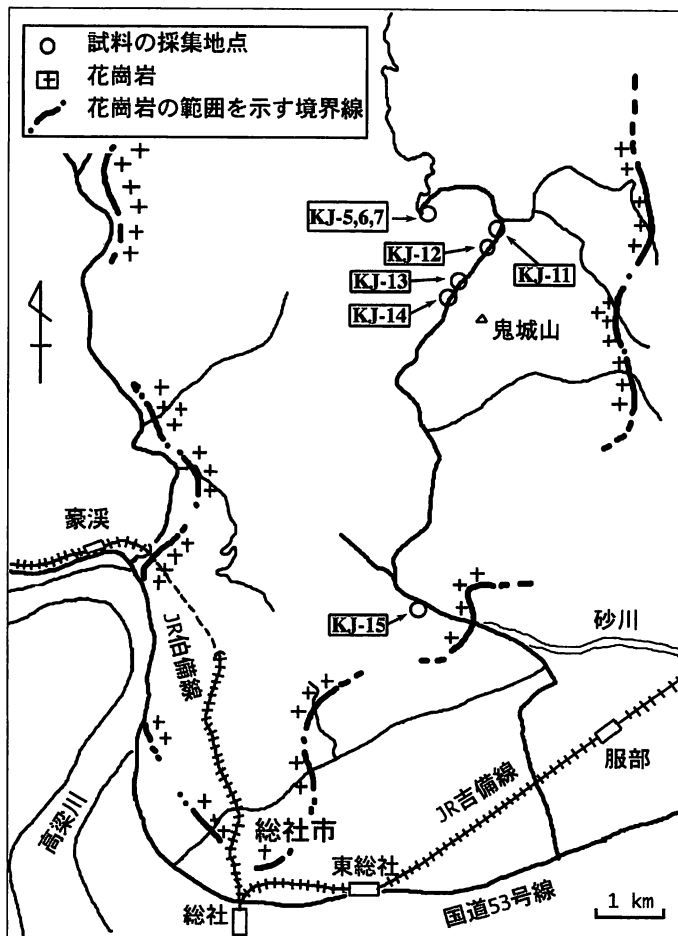 試料の採集地点
花崗岩
花崗岩の範囲を示す境界線
KJ-5,6,7
KJ-12
KJ-11
KJ-13
KJ-14
鬼城山
豪渓
KJ-15
砂川
JR伯備線
服部
JR吉備線
高梁川
総社市
東総社
国道53号線
総社
1 km